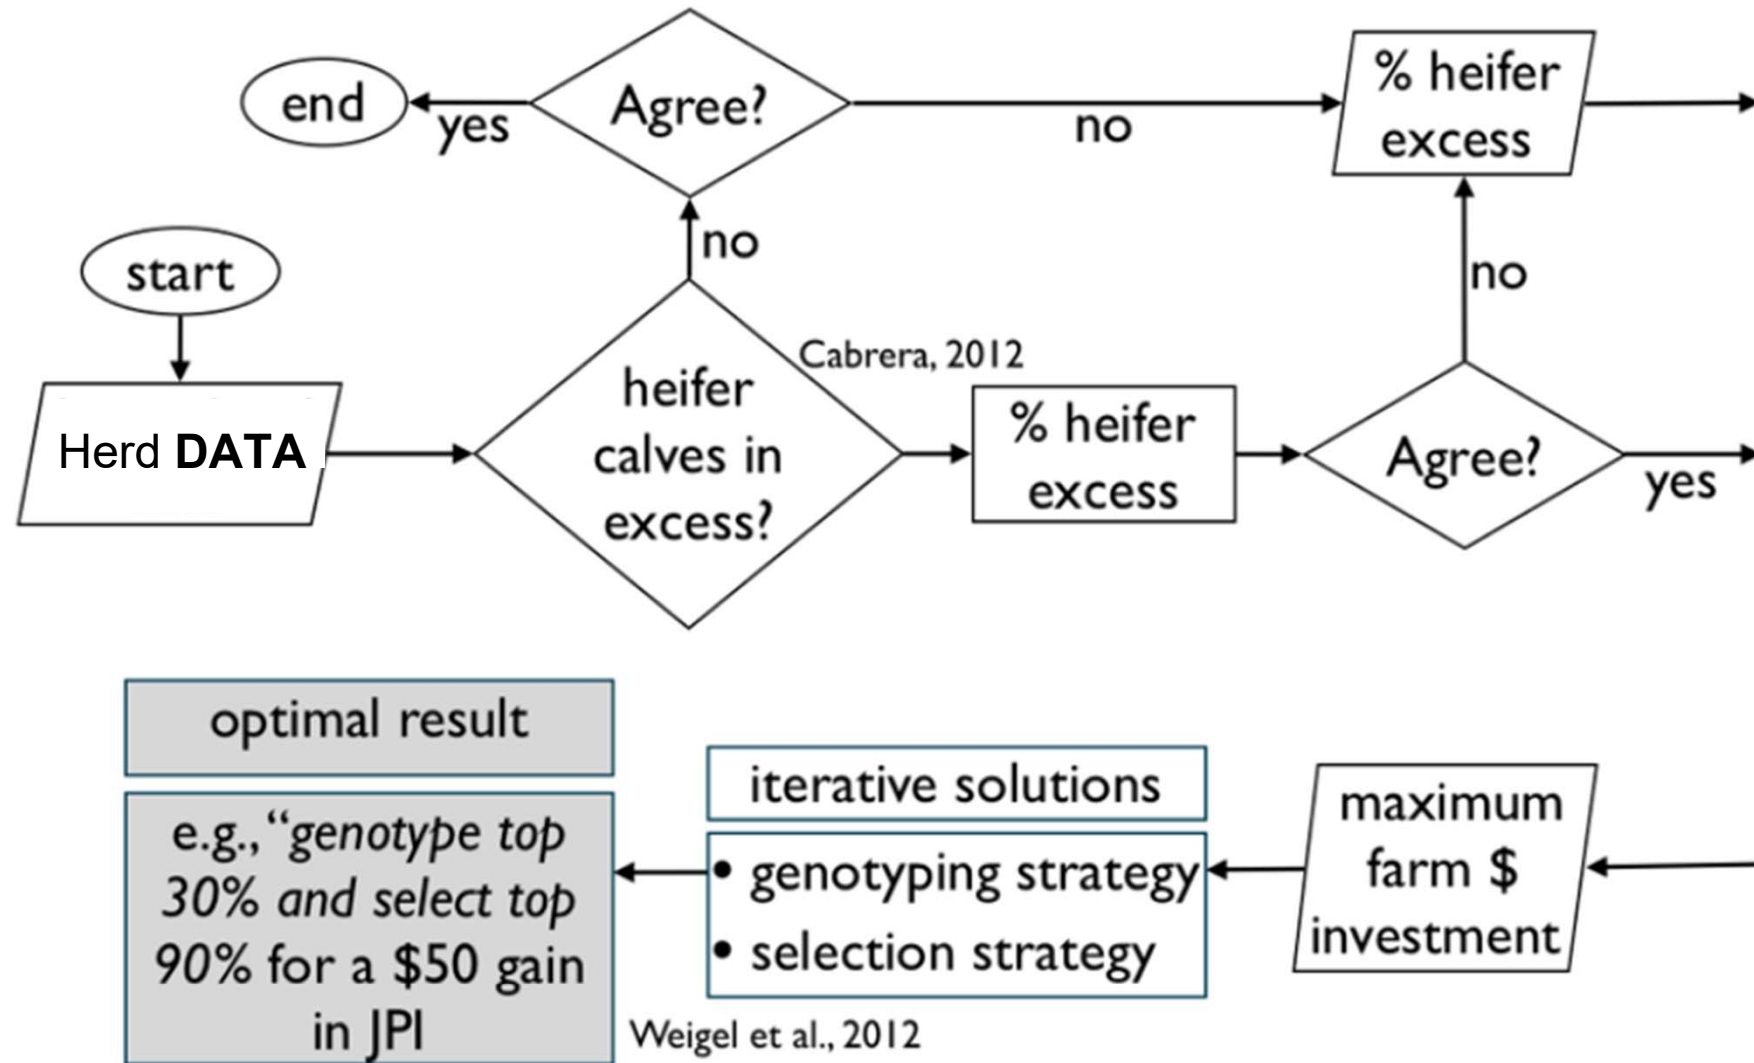 end
yes
Agree?
no
% heifer
excess
start
no
no
Cabrera, 2012
Herd DATA
heifer
calves in
excess?
% heifer
excess
Agree?
yes
optimal result
e.g., “genotype top
30% and select top
90% for a $50 gain
in JPI
iterative solutions
• genotyping strategy
• selection strategy
maximum
farm $
investment
Weigel et al., 2012